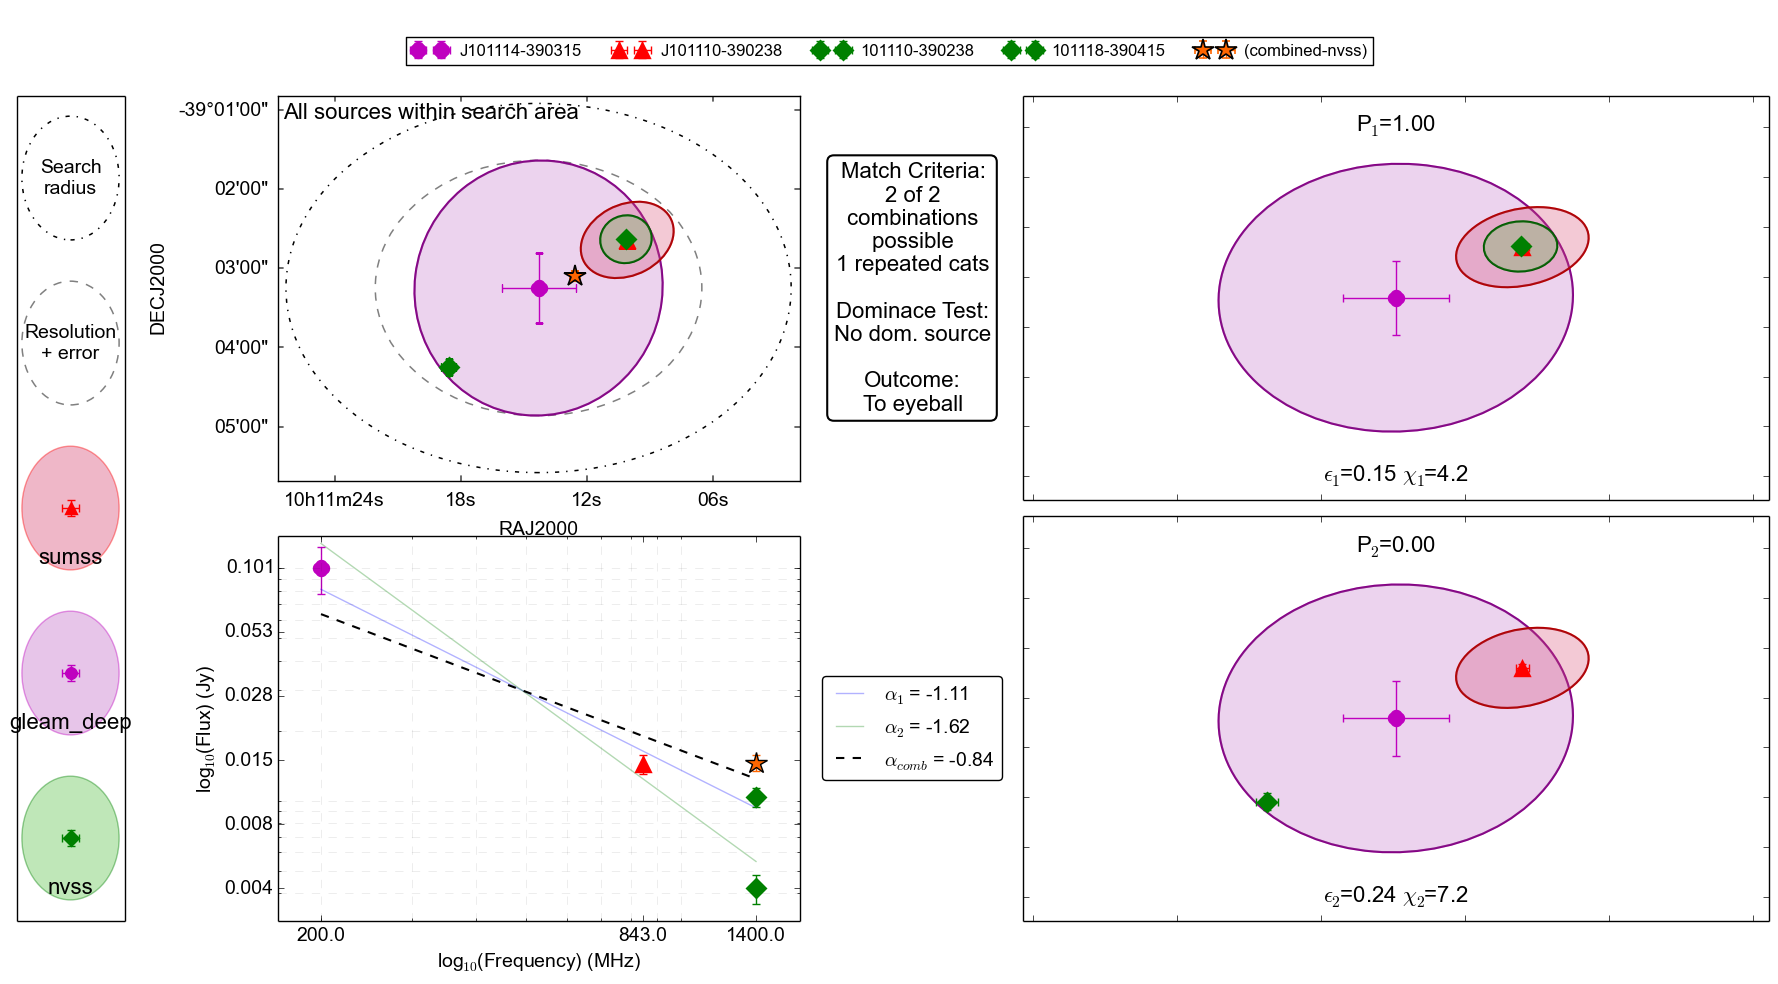 J101114-390315 J101110-390238 101110-390238 101118-390415 (combined-nvss)
Search
radius
Resolution
+ error
sumss
gleam_deep
nvss
All sources within search area
DECJ2000
-39°01'00"
02'00"
03'00"
04'00"
05'00"
10h11m24s 18s 12s 06s
RAJ2000
Match Criteria:
2 of 2
combinations
possible
1 repeated cats
Dominace Test:
No dom. source
Outcome:
To eyeball
P₁=1.00
ϵ₁=0.15 χ₁=4.2
P₂=0.00
ϵ₂=0.24 χ₂=7.2
log₁₀(Flux) (Jy)
0.101
0.053
0.028
0.015
0.008
0.004
200.0 843.0 1400.0
log₁₀(Frequency) (MHz)
α₁ = -1.11
α₂ = -1.62
α_comb = -0.84